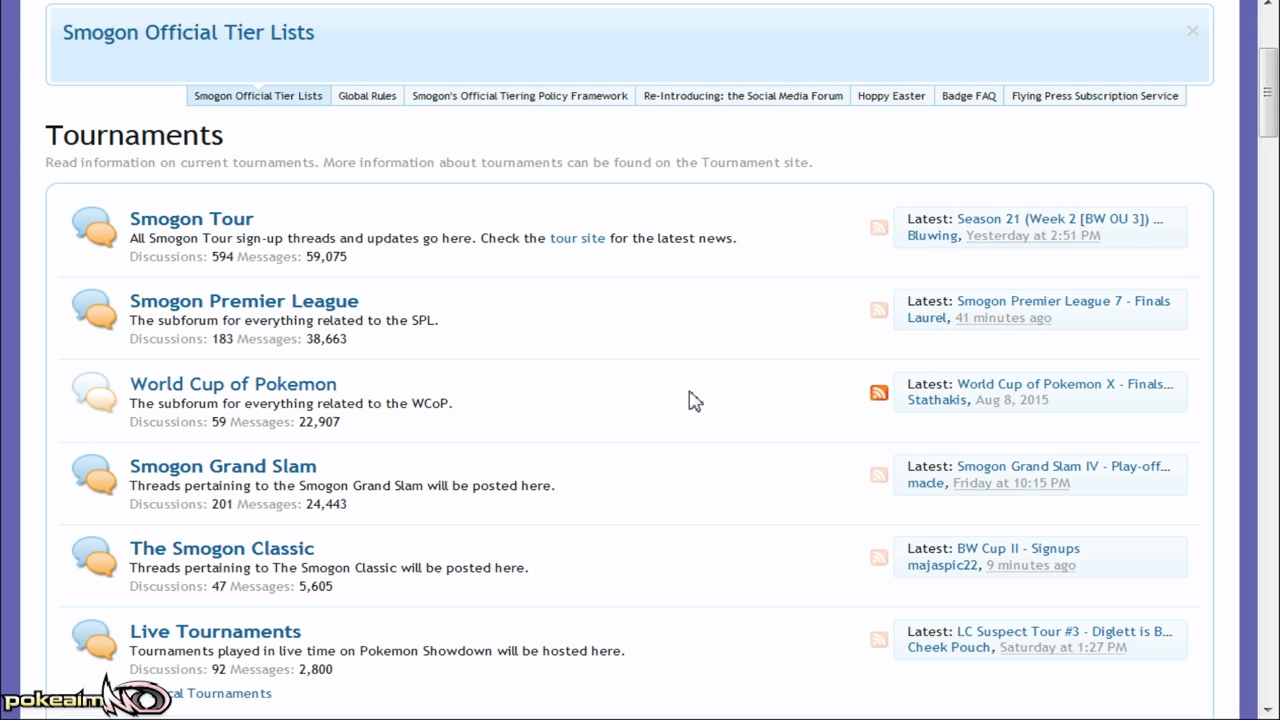 Smogon Official Tier Lists
Smogon Official Tier Lists Global Rules Smogon's Official Tiering Policy Framework Re-Introducing: the Social Media Forum Hoppy Easter Badge FAQ Flying Press Subscription Service
Tournaments
Read information on current tournaments. More information about tournaments can be found on the Tournament site.
Smogon Tour
All Smogon Tour sign-up threads and updates go here. Check the tour site for the latest news.
Discussions: 594 Messages: 59,075
Latest: Season 21 (Week 2 [BW OU 3]) ...
Bluwing, Yesterday at 2:51 PM
Smogon Premier League
The subforum for everything related to the SPL.
Discussions: 183 Messages: 38,663
Latest: Smogon Premier League 7 - Finals
Laurel, 41 minutes ago
World Cup of Pokemon
The subforum for everything related to the WCoP.
Discussions: 59 Messages: 22,907
Latest: World Cup of Pokemon X - Finals...
Stathakis, Aug 8, 2015
Smogon Grand Slam
Threads pertaining to the Smogon Grand Slam will be posted here.
Discussions: 201 Messages: 24,443
Latest: Smogon Grand Slam IV - Play-off...
macle, Friday at 10:15 PM
The Smogon Classic
Threads pertaining to The Smogon Classic will be posted here.
Discussions: 47 Messages: 5,605
Latest: BW Cup II - Signups
majaspic22, 9 minutes ago
Live Tournaments
Tournaments played in live time on Pokemon Showdown will be hosted here.
Discussions: 92 Messages: 2,800
Latest: LC Suspect Tour #3 - Diglett is B...
Cheek Pouch, Saturday at 1:27 PM
Tournaments
pokeaim